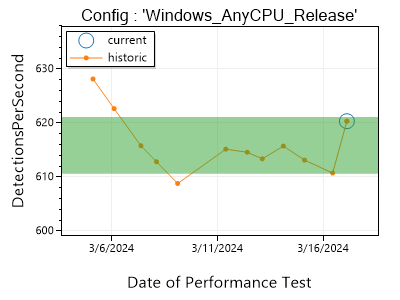 Config : 'Windows_AnyCPU_Release'
current
historic
DetectionsPerSecond
630
620
610
600
3/6/2024
3/11/2024
3/16/2024
Date of Performance Test